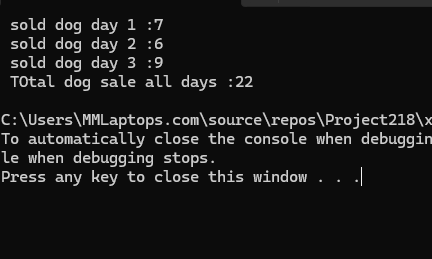 sold dog day 1 :7
sold dog day 2 :6
sold dog day 3 :9
TOtal dog sale all days :22
C:\Users\MMLaptops.com\source\repos\Project218\x
To automatically close the console when debuggin
le when debugging stops.
Press any key to close this window . . .